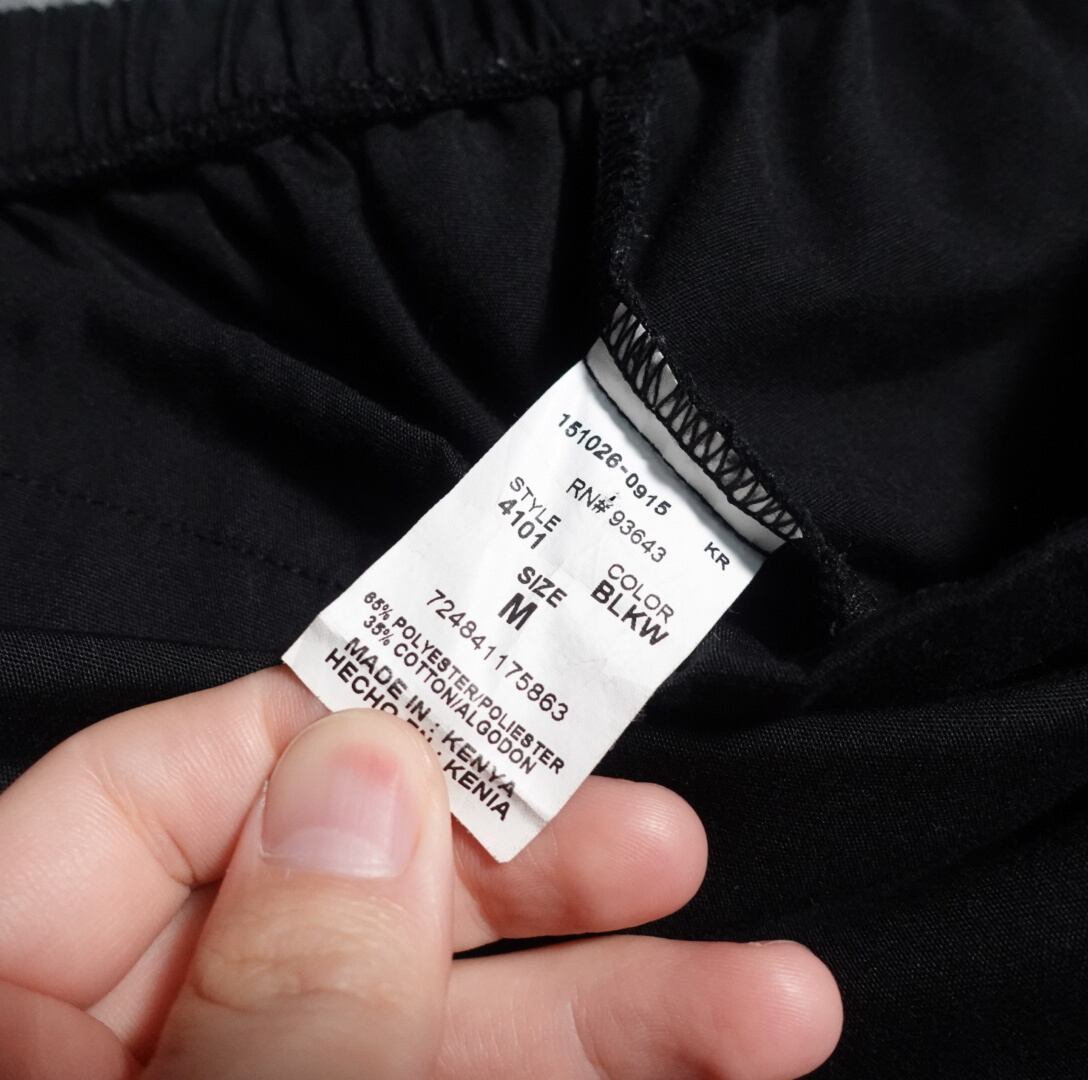 151026-0915
RN# 93643
KR
STYLE
4101
COLOR
BLKW
SIZE
M
724841175863
65% POLYESTER/POLIESTER
35% COTTON/ALGODON
MADE IN : KENYA
HECHO : KENIA